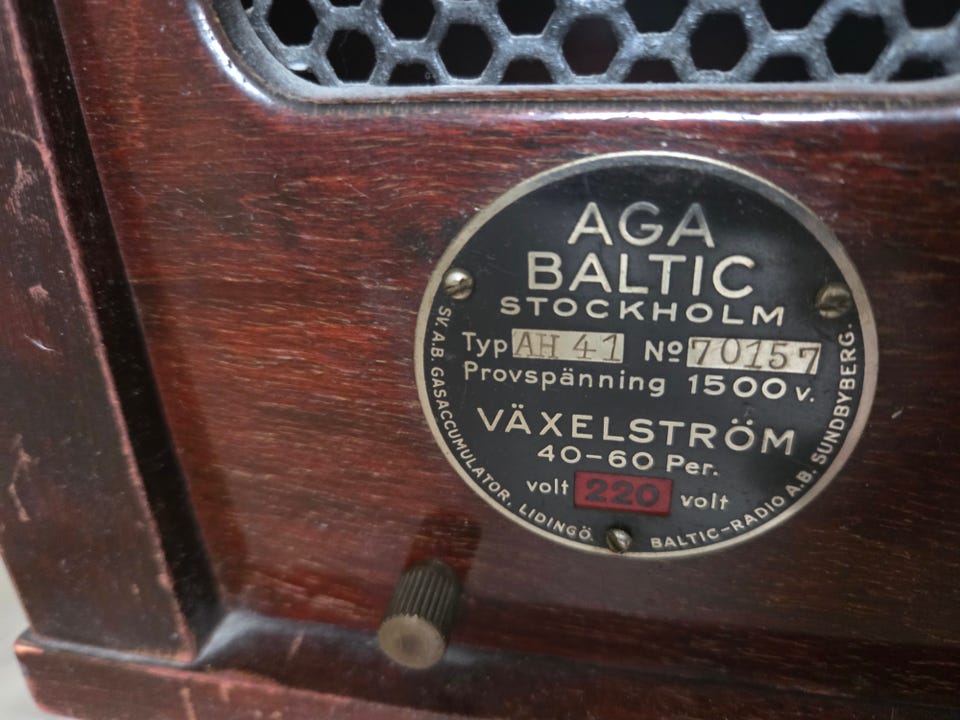 AGA
BALTIC
STOCKHOLM
Typ AH 41 Nº 70157
Provspänning 1500 v.
VÄXELSTRÖM
40-60 Per.
volt 220 volt
SV. A.B. GASACCUMULATOR, LIDINGÖ.
BALTIC-RADIO A.B. SUNDBYBERG.